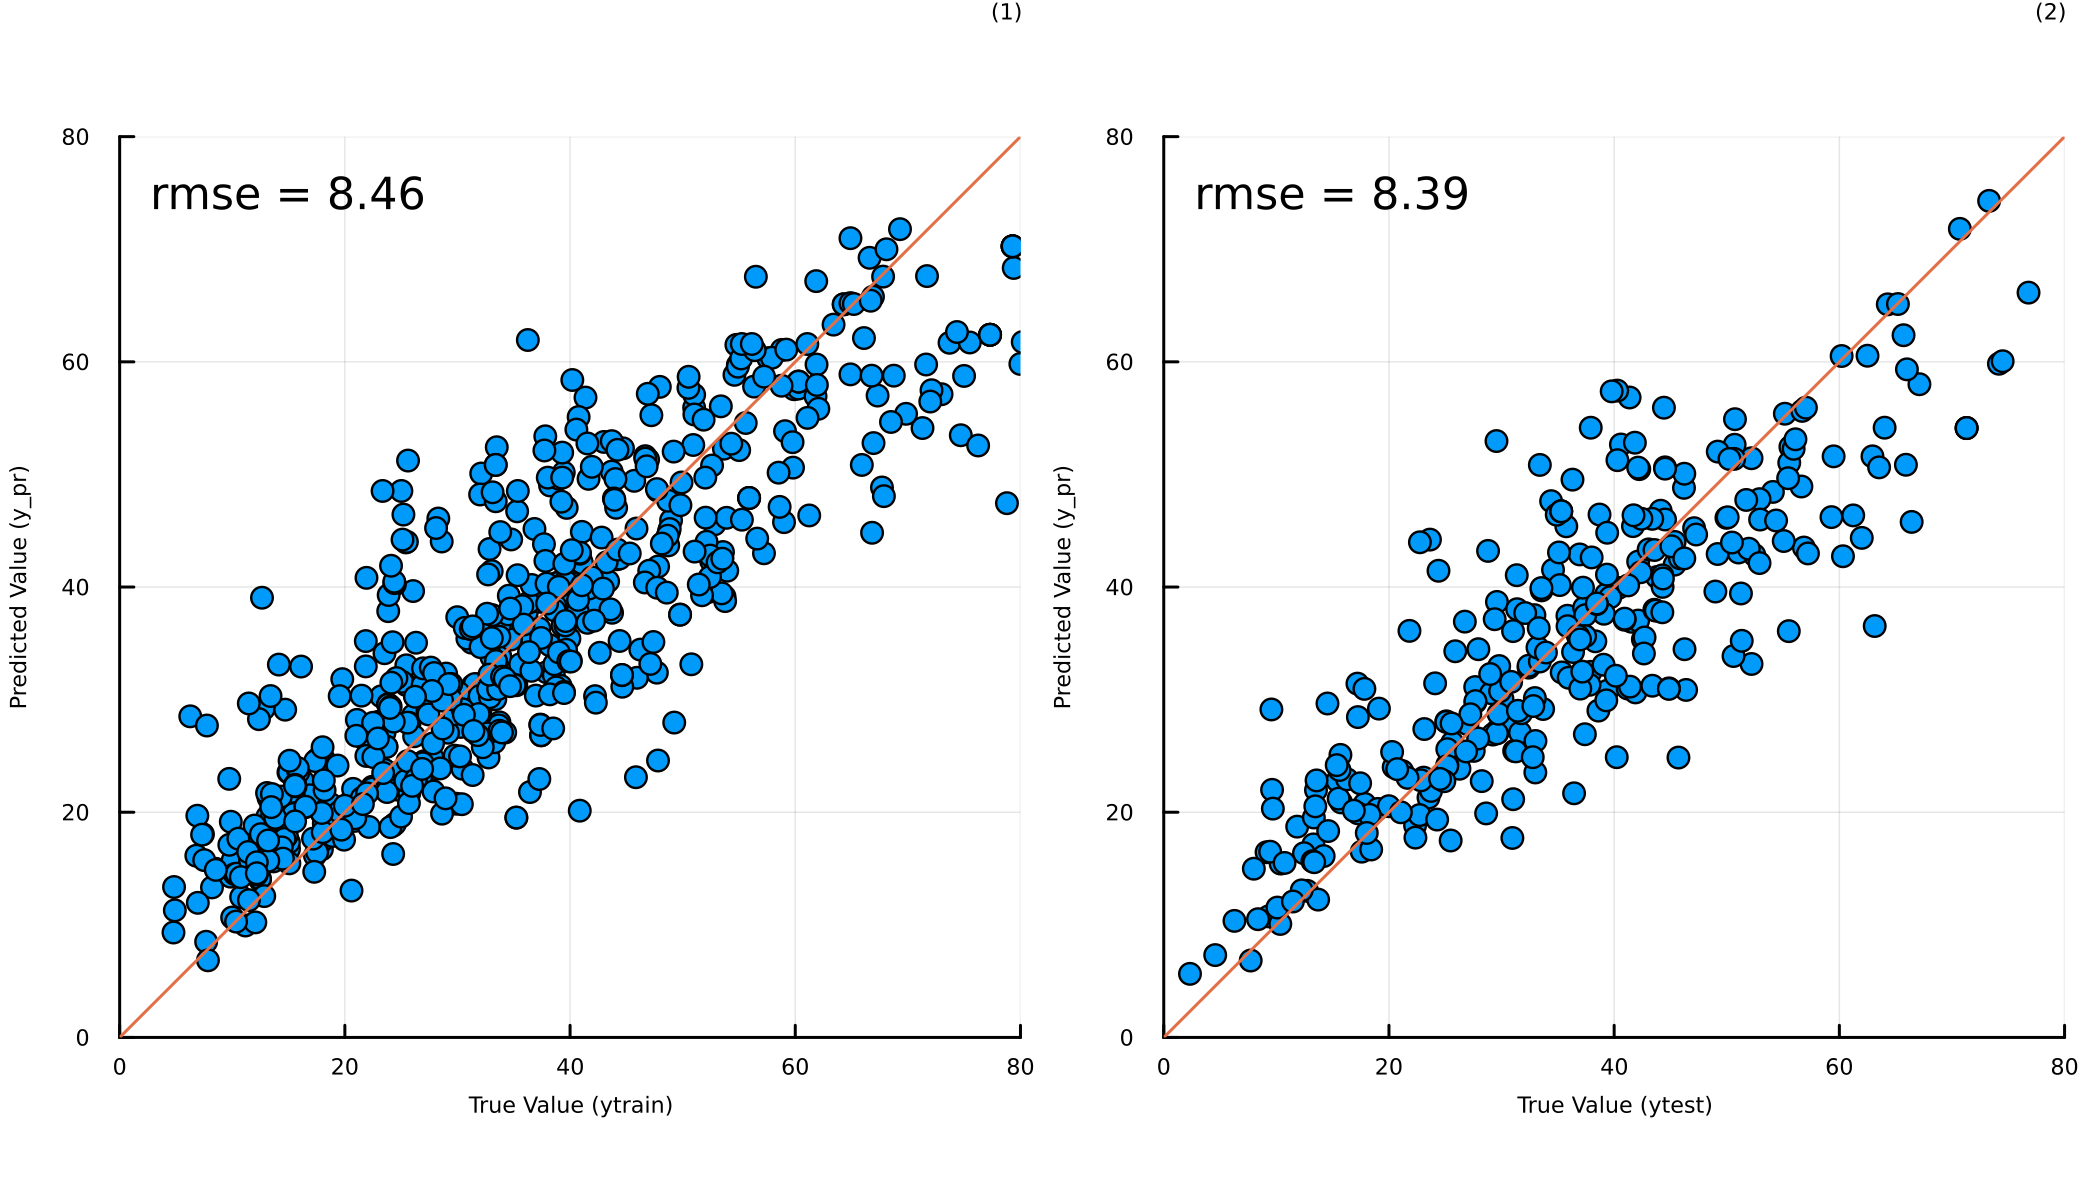 (1)
rmse = 8.46
80
60
40
20
0
0 20 40 60 80
Predicted Value (y_pr)
True Value (ytrain)
(2)
rmse = 8.39
80
60
40
20
0
0 20 40 60 80
Predicted Value (y_pr)
True Value (ytest)